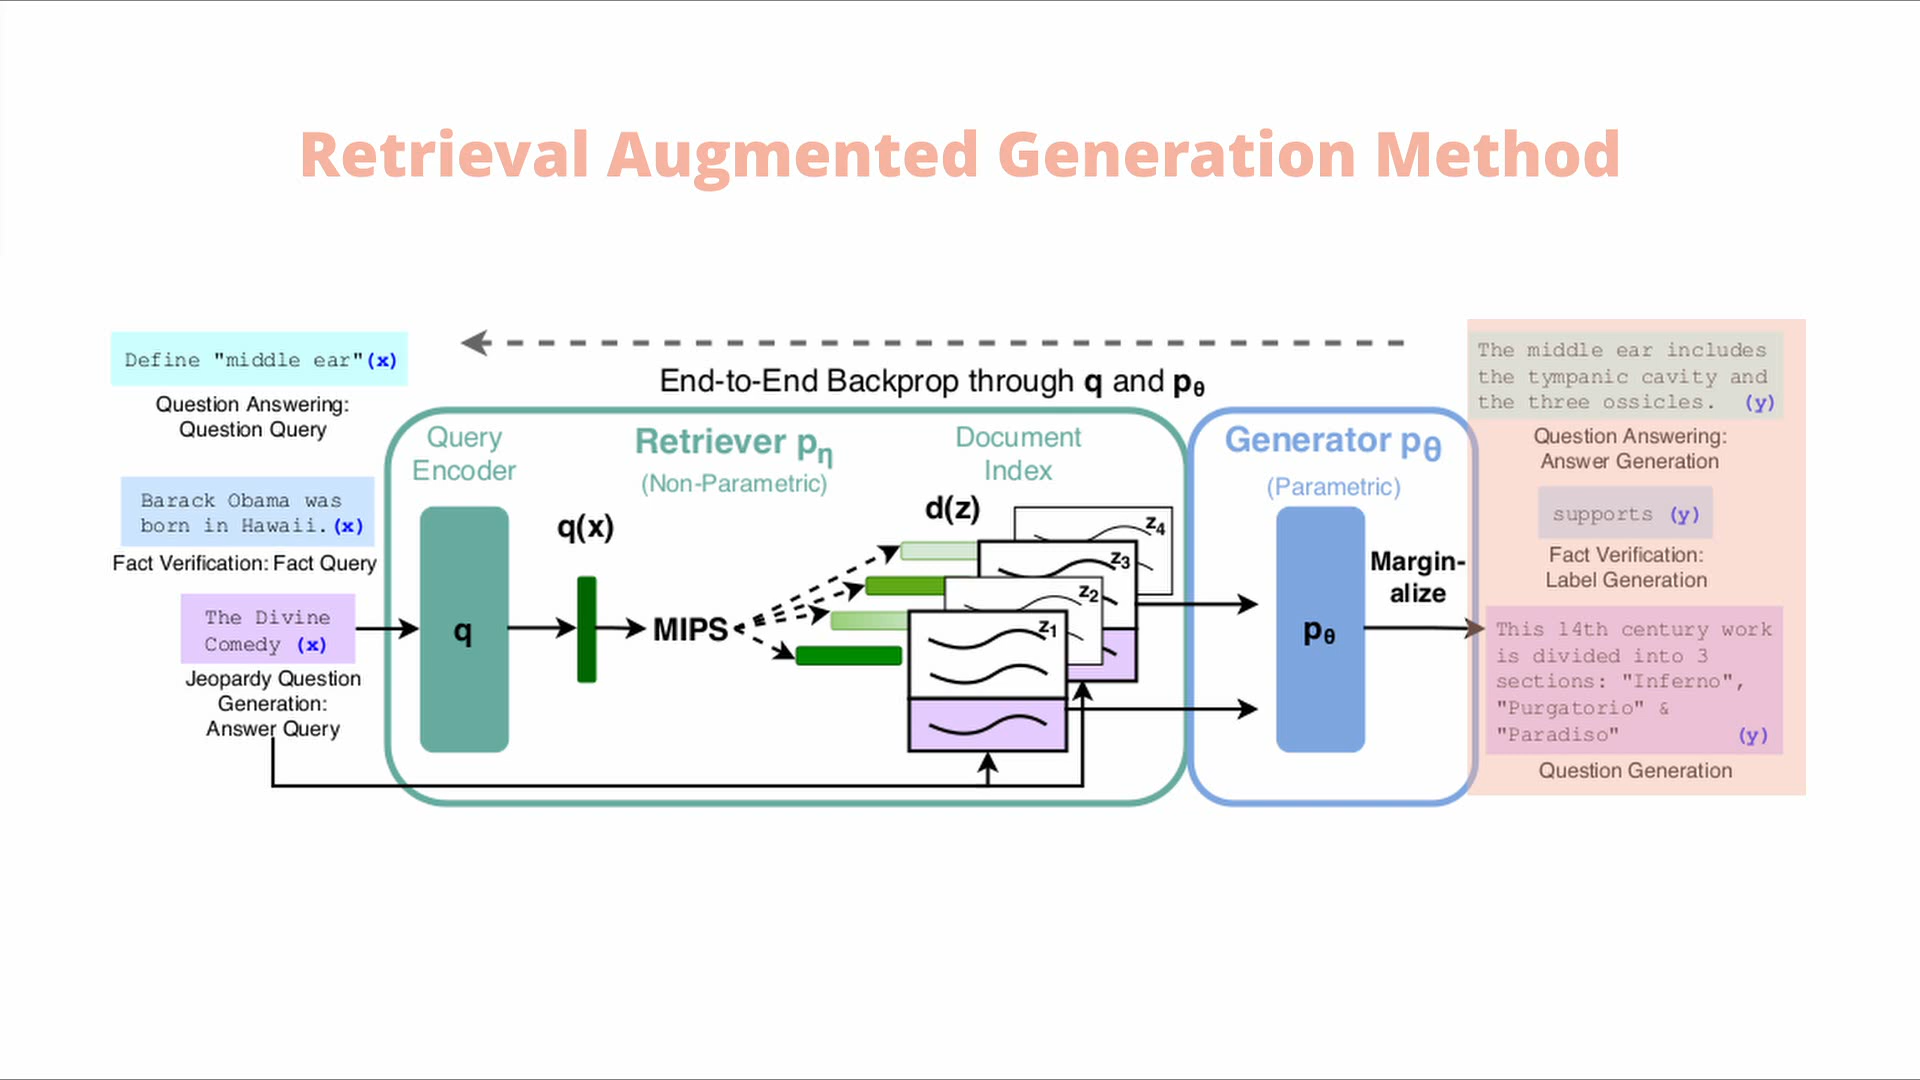 Retrieval Augmented Generation Method
Define "middle ear"(x)
Question Answering:
Question Query
Barack Obama was
born in Hawaii.(x)
Fact Verification: Fact Query
The Divine
Comedy (x)
Jeopardy Question
Generation:
Answer Query
End-to-End Backprop through q and pθ
Query
Encoder
Retriever pη
(Non-Parametric)
Document
Index
q
q(x)
MIPS
d(z)
z4
z3
z2
z1
Generator pθ
(Parametric)
pθ
Margin-
alize
The middle ear includes
the tympanic cavity and
the three ossicles. (y)
Question Answering:
Answer Generation
supports (y)
Fact Verification:
Label Generation
This 14th century work
is divided into 3
sections: "Inferno",
"Purgatorio" &
"Paradiso" (y)
Question Generation